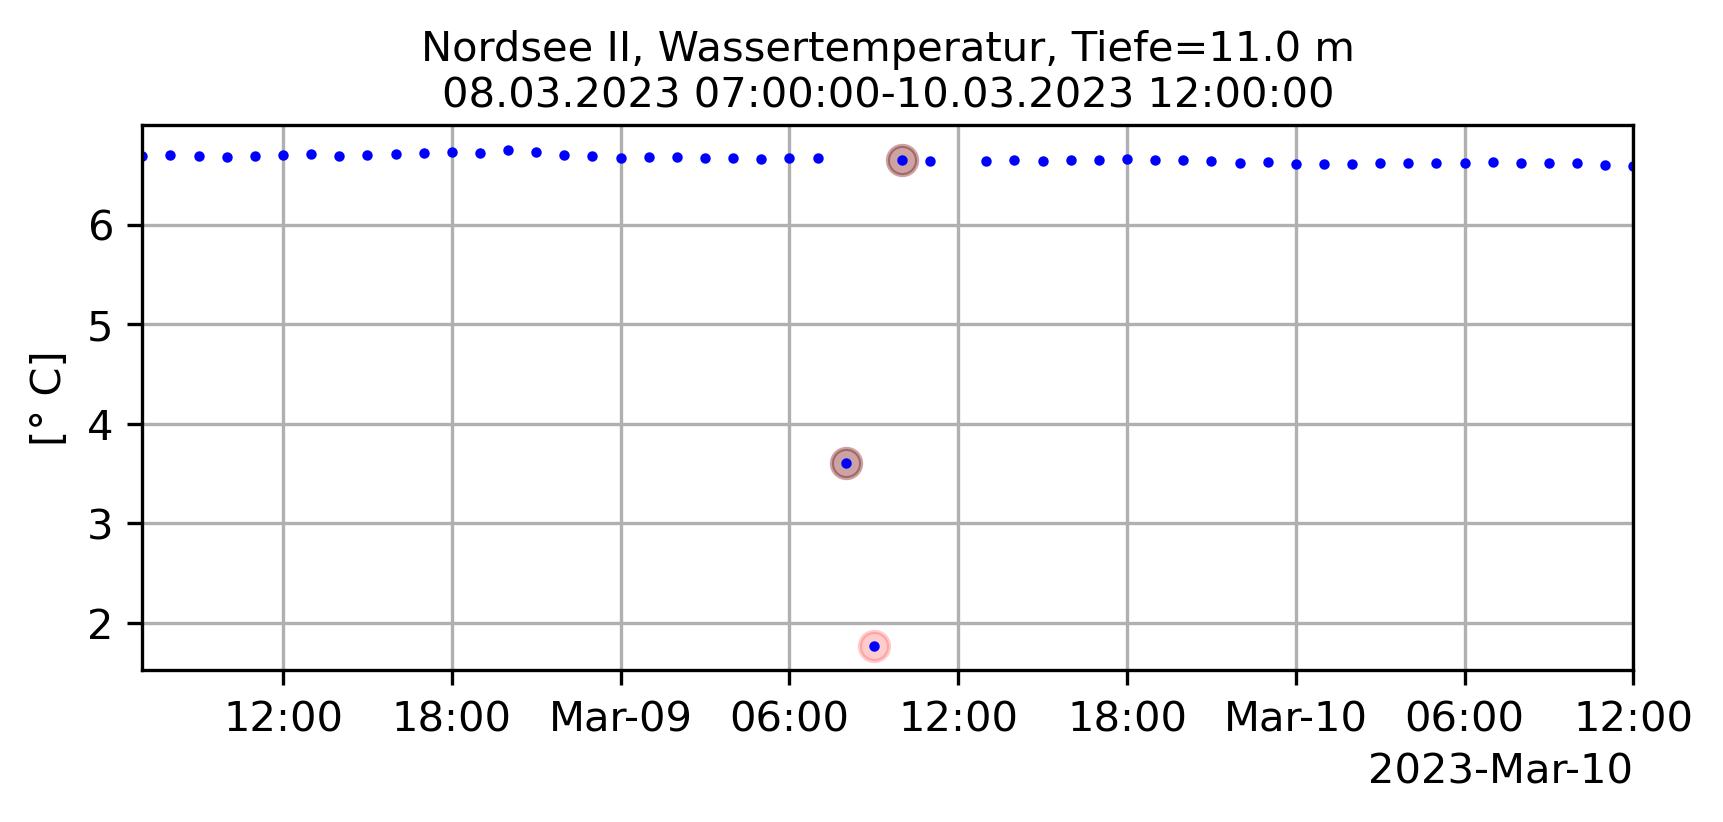 Nordsee II, Wassertemperatur, Tiefe=11.0 m
08.03.2023 07:00:00-10.03.2023 12:00:00
[° C]
6
5
4
3
2
12:00 18:00 Mar-09 06:00 12:00 18:00 Mar-10 06:00 12:00
2023-Mar-10